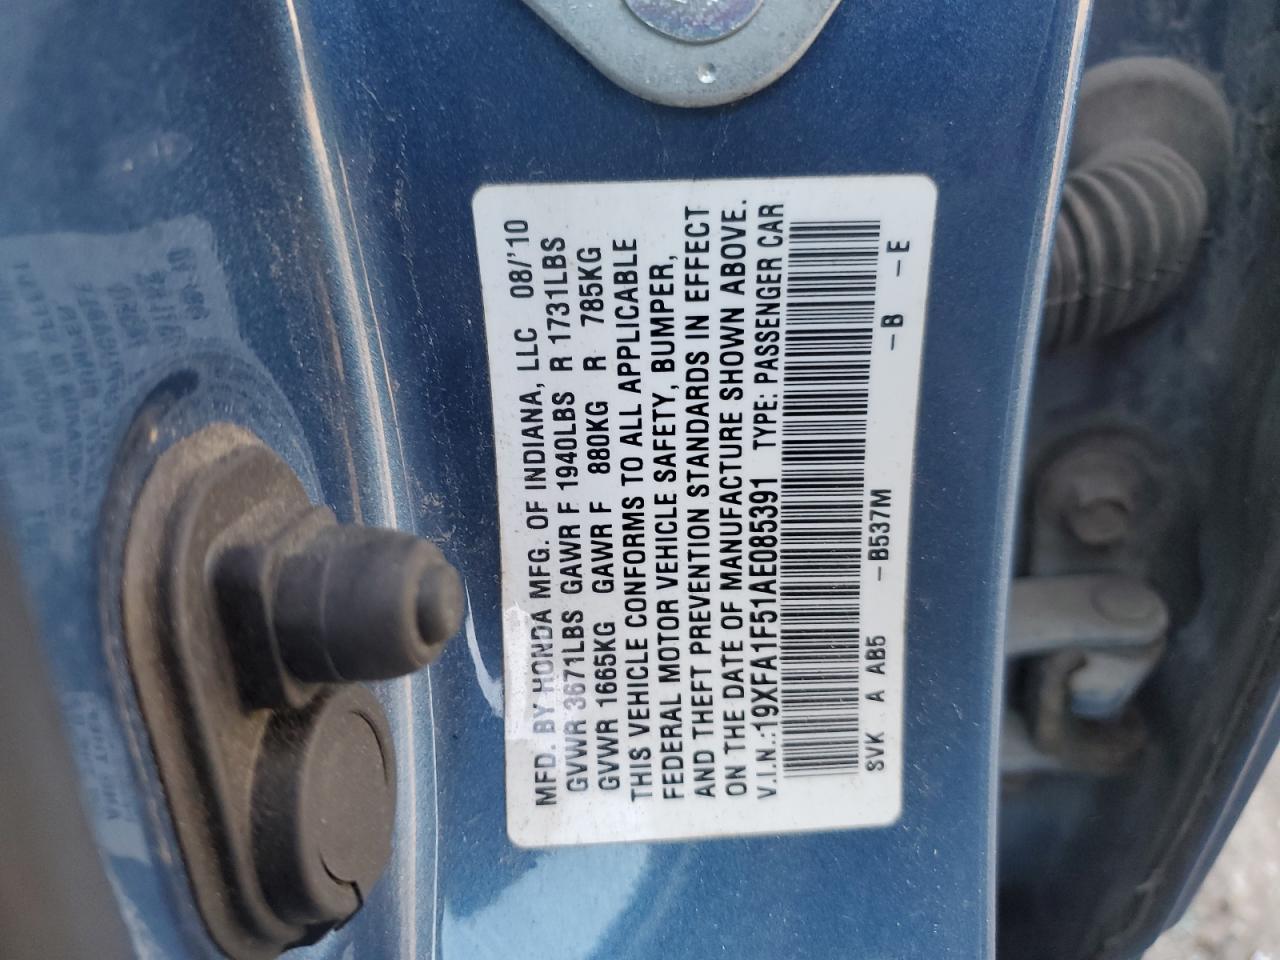 MFD. BY HONDA MFG. OF INDIANA, LLC 08/'10
GVWR 3671LBS GAWR F 1940LBS R 1731LBS
GVWR 1665KG GAWR F 880KG R 785KG
THIS VEHICLE CONFORMS TO ALL APPLICABLE
FEDERAL MOTOR VEHICLE SAFETY, BUMPER,
AND THEFT PREVENTION STANDARDS IN EFFECT
ON THE DATE OF MANUFACTURE SHOWN ABOVE.
V.I.N.:19XFA1F51AE085391 TYPE: PASSENGER CAR
SVK A AB5 –B537M –B –E